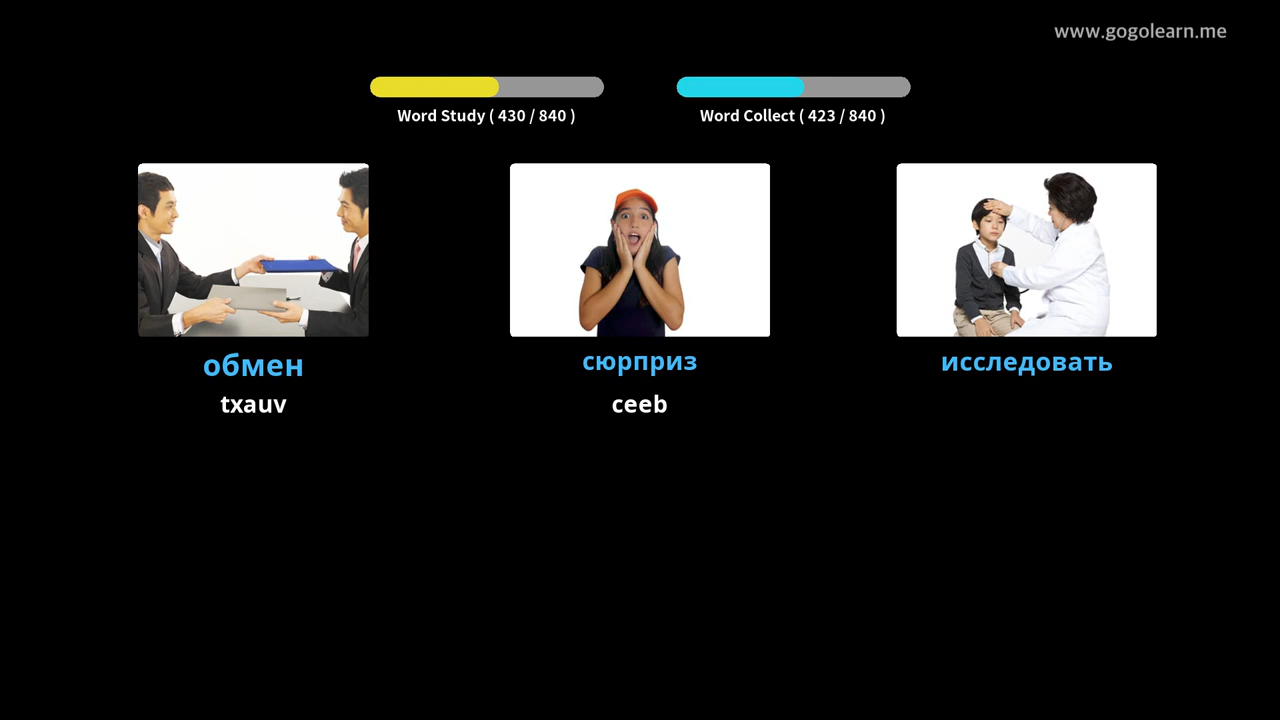 www.gogolearn.me
Word Study ( 430 / 840 )
Word Collect ( 423 / 840 )
обмен
сюрприз
исследовать
txauv
ceeb